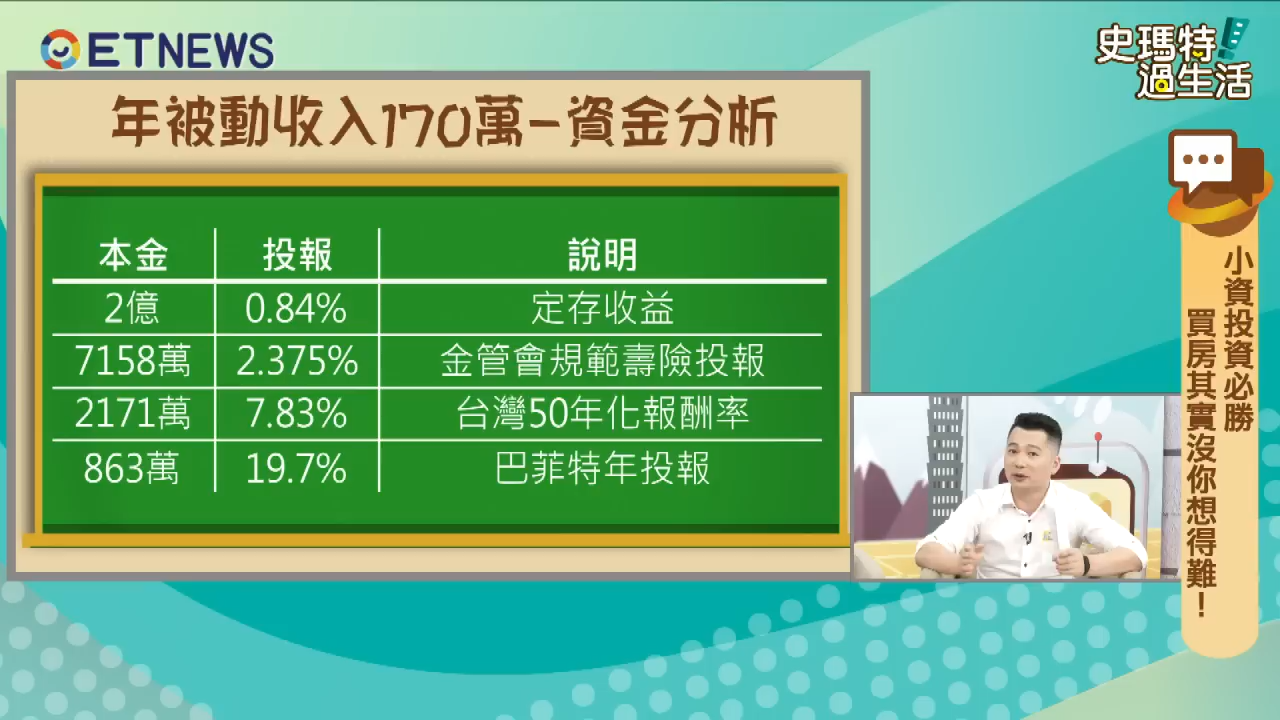 ETNEWS
史瑪特
過生活
年被動收入170萬-資金分析
本金 投報 說明
2億 0.84% 定存收益
7158萬 2.375% 金管會規範壽險投報
2171萬 7.83% 台灣50年化報酬率
863萬 19.7% 巴菲特年投報
小資投資必勝
買房其實沒你想得難！